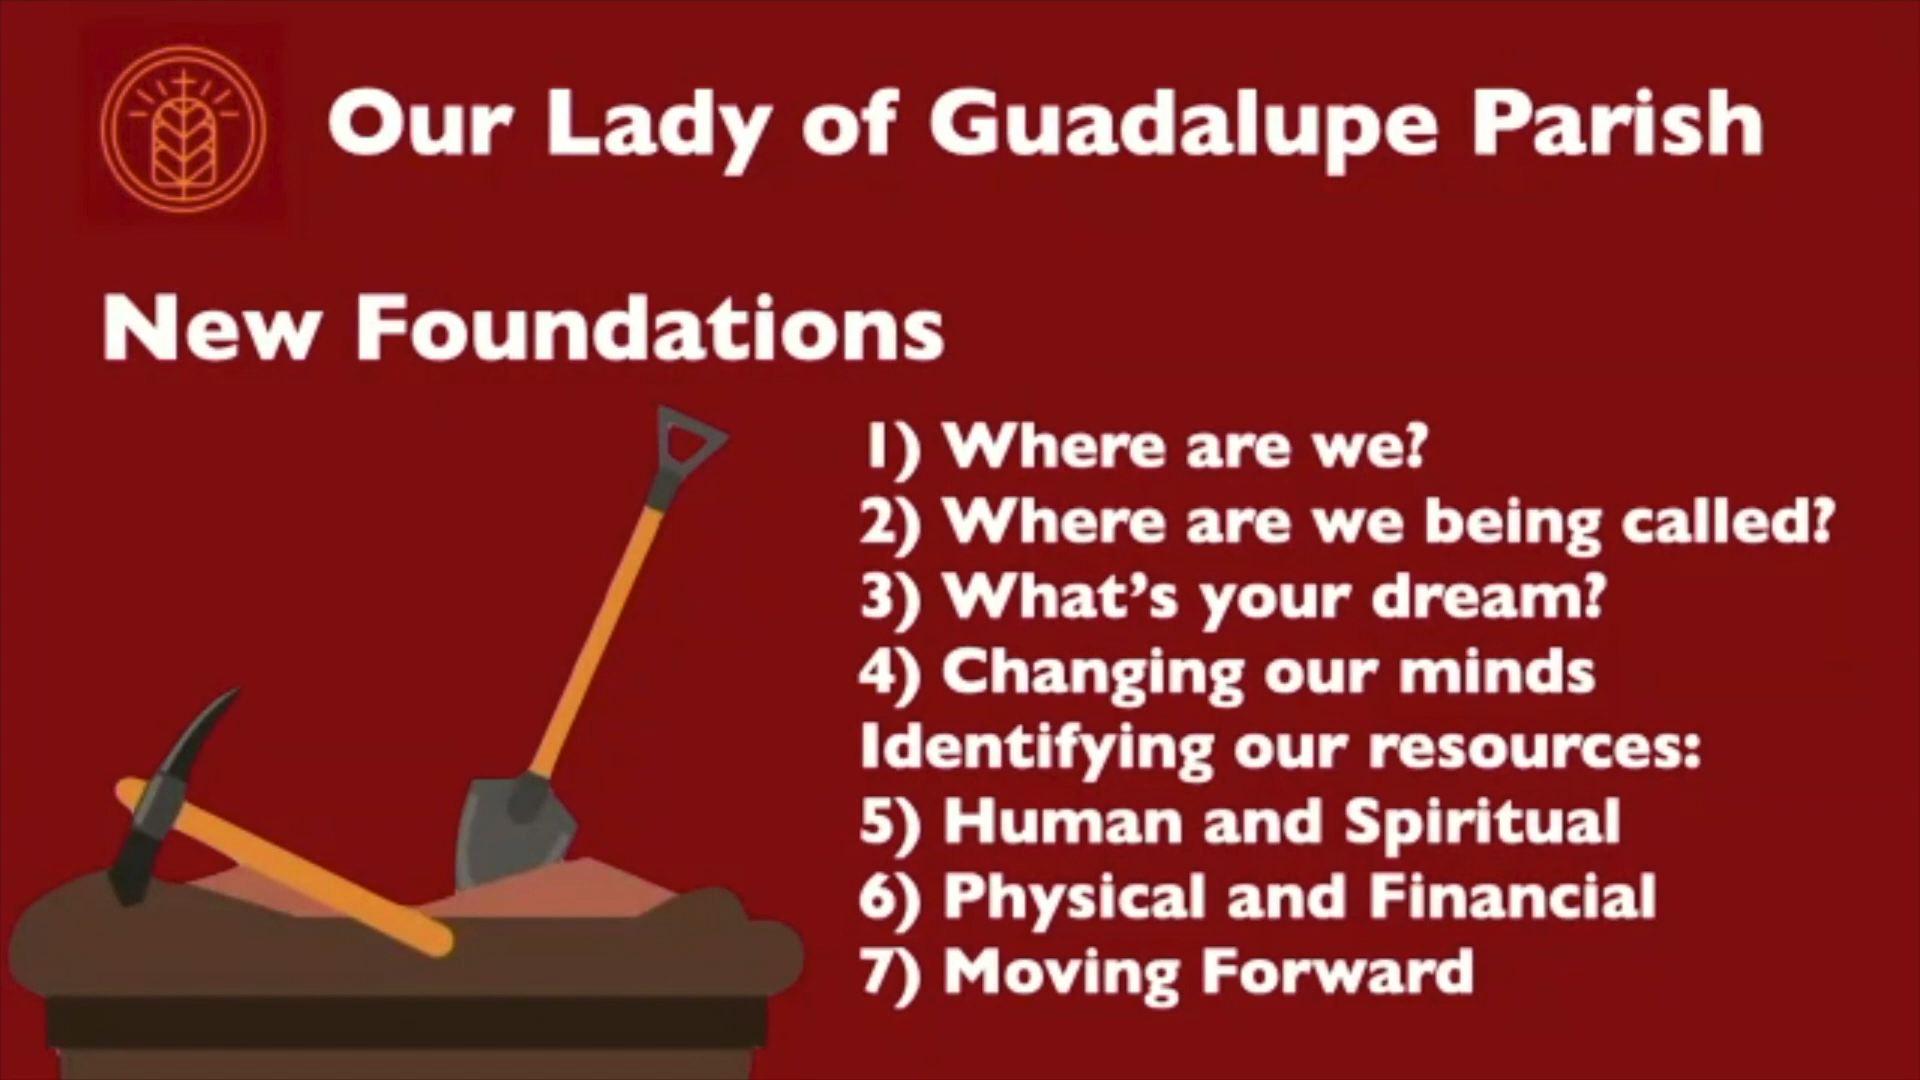 Our Lady of Guadalupe Parish
New Foundations
1) Where are we?
2) Where are we being called?
3) What’s your dream?
4) Changing our minds
Identifying our resources:
5) Human and Spiritual
6) Physical and Financial
7) Moving Forward